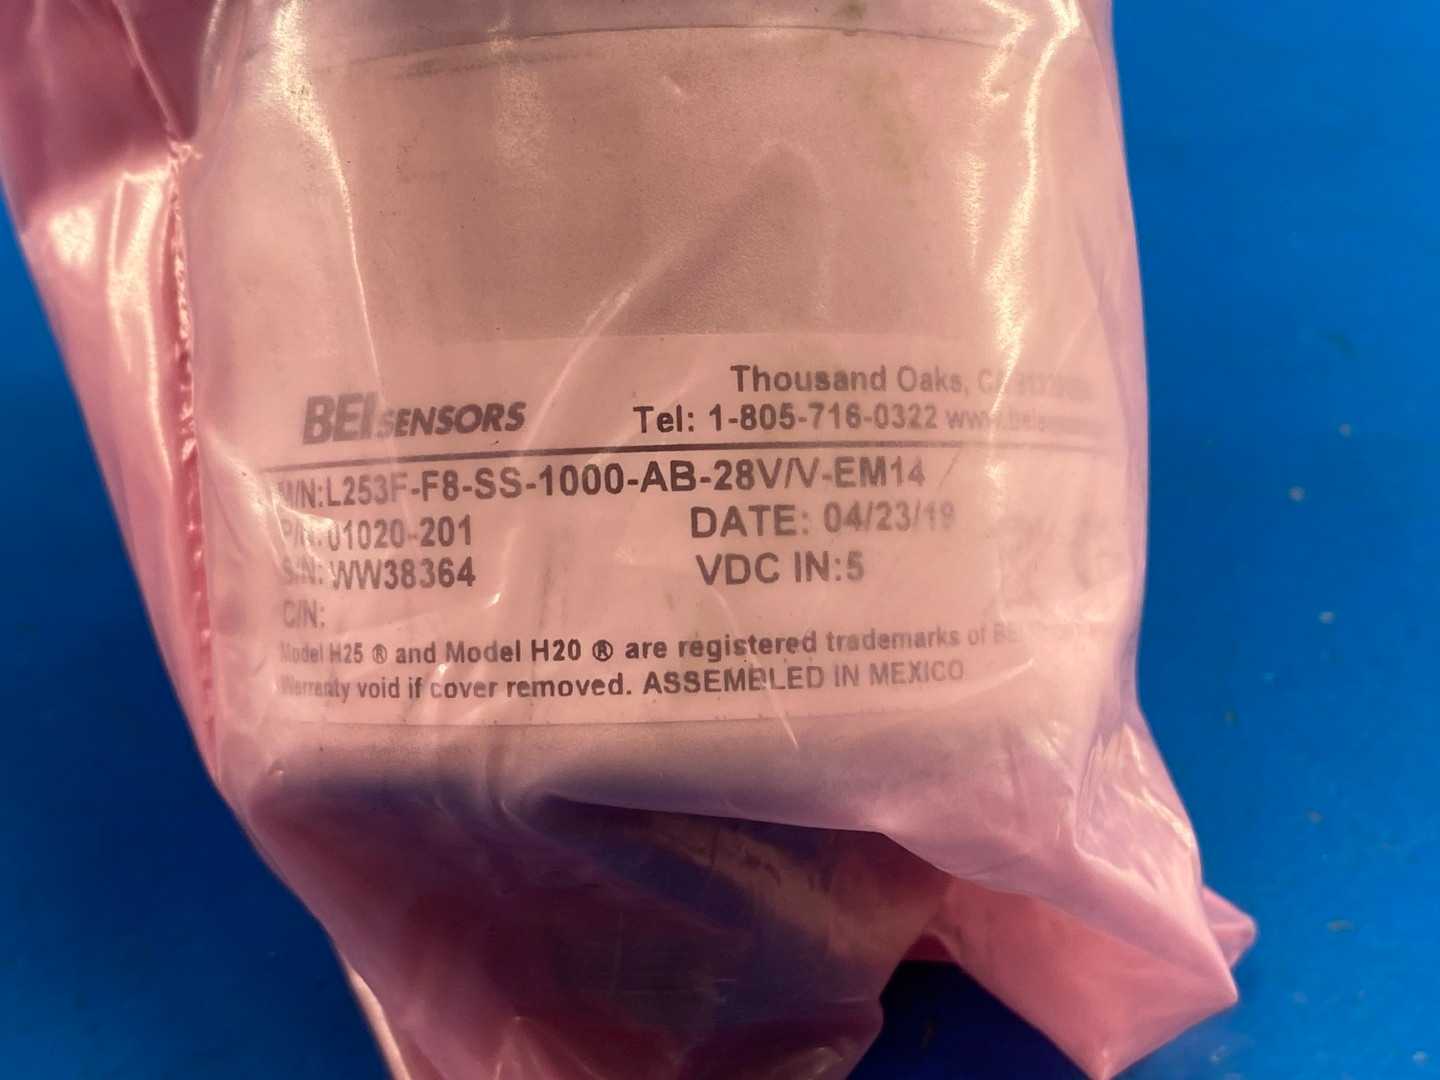 BEI SENSORS
Thousand Oaks, CA
Tel: 1-805-716-0322
M/N:L253F-F8-SS-1000-AB-28V/V-EM14
P/N:01020-201
DATE: 04/23/19
S/N: WW38364
VDC IN:5
C/N:
Model H25 ® and Model H20 ® are registered trademarks of
Warranty void if cover removed. ASSEMBLED IN MEXICO